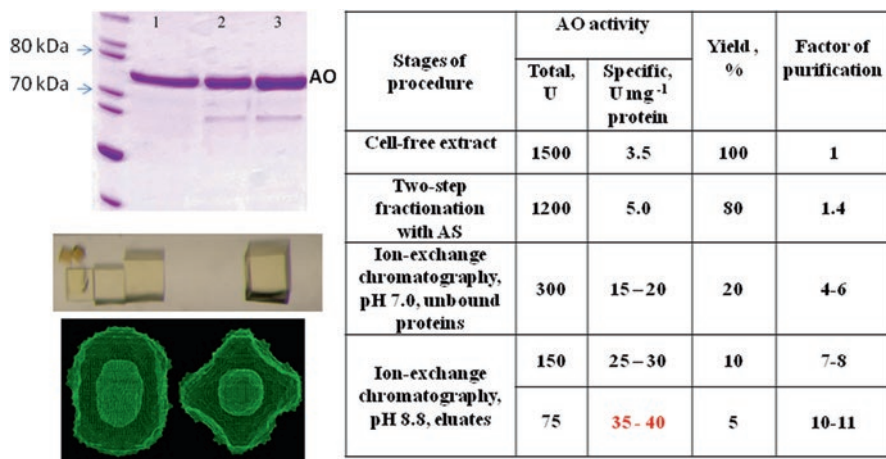 1 2 3
80 kDa
70 kDa
AO
Stages of
procedure
AO activity
Total,
U
Specific,
U mg -1
protein
Yield ,
%
Factor of
purification
Cell-free extract
1500
3.5
100
1
Two-step
fractionation
with AS
1200
5.0
80
1.4
Ion-exchange
chromatography,
pH 7.0, unbound
proteins
300
15–20
20
4-6
Ion-exchange
chromatography,
pH 8.8, eluates
150
25–30
10
7-8
75
35- 40
5
10-11